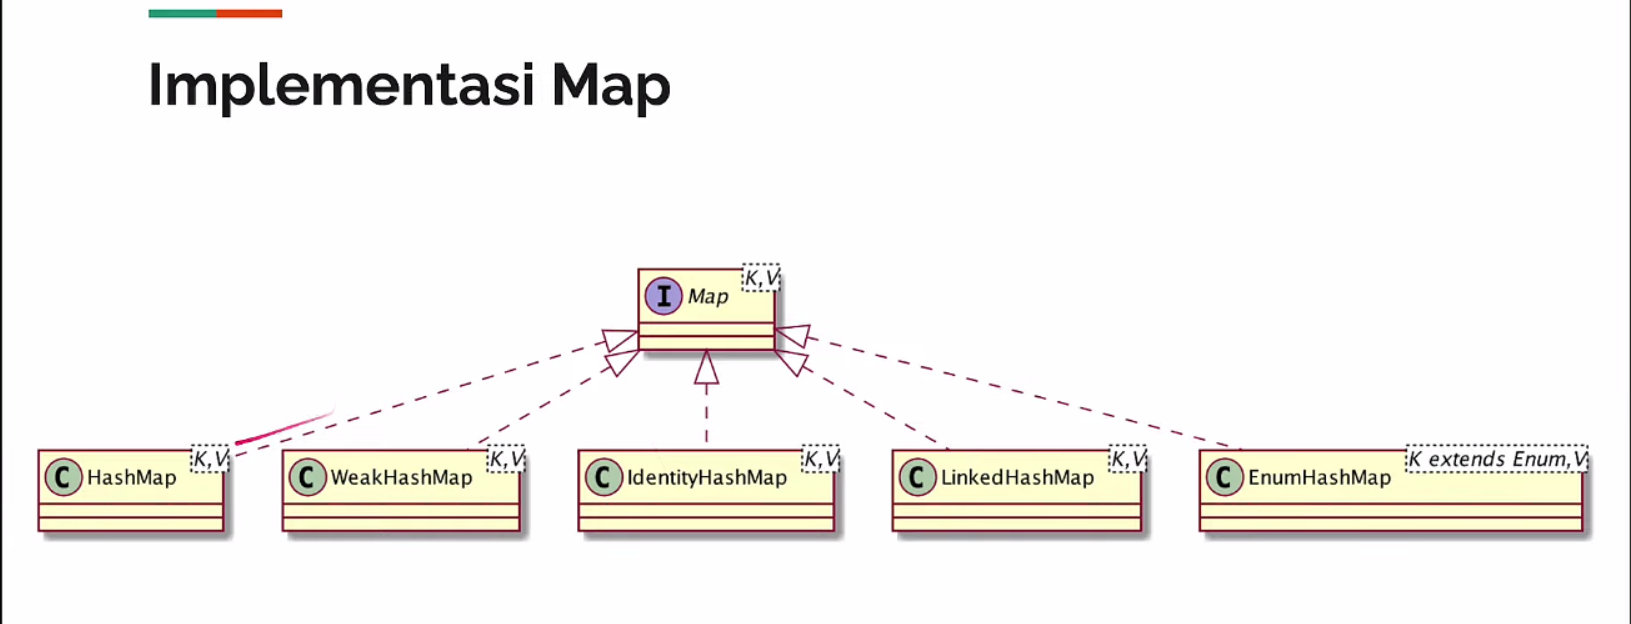 Implementasi Map
K,V
I Map
K,V
C HashMap
K,V
C WeakHashMap
K,V
C IdentityHashMap
K,V
C LinkedHashMap
K extends Enum,V
C EnumHashMap